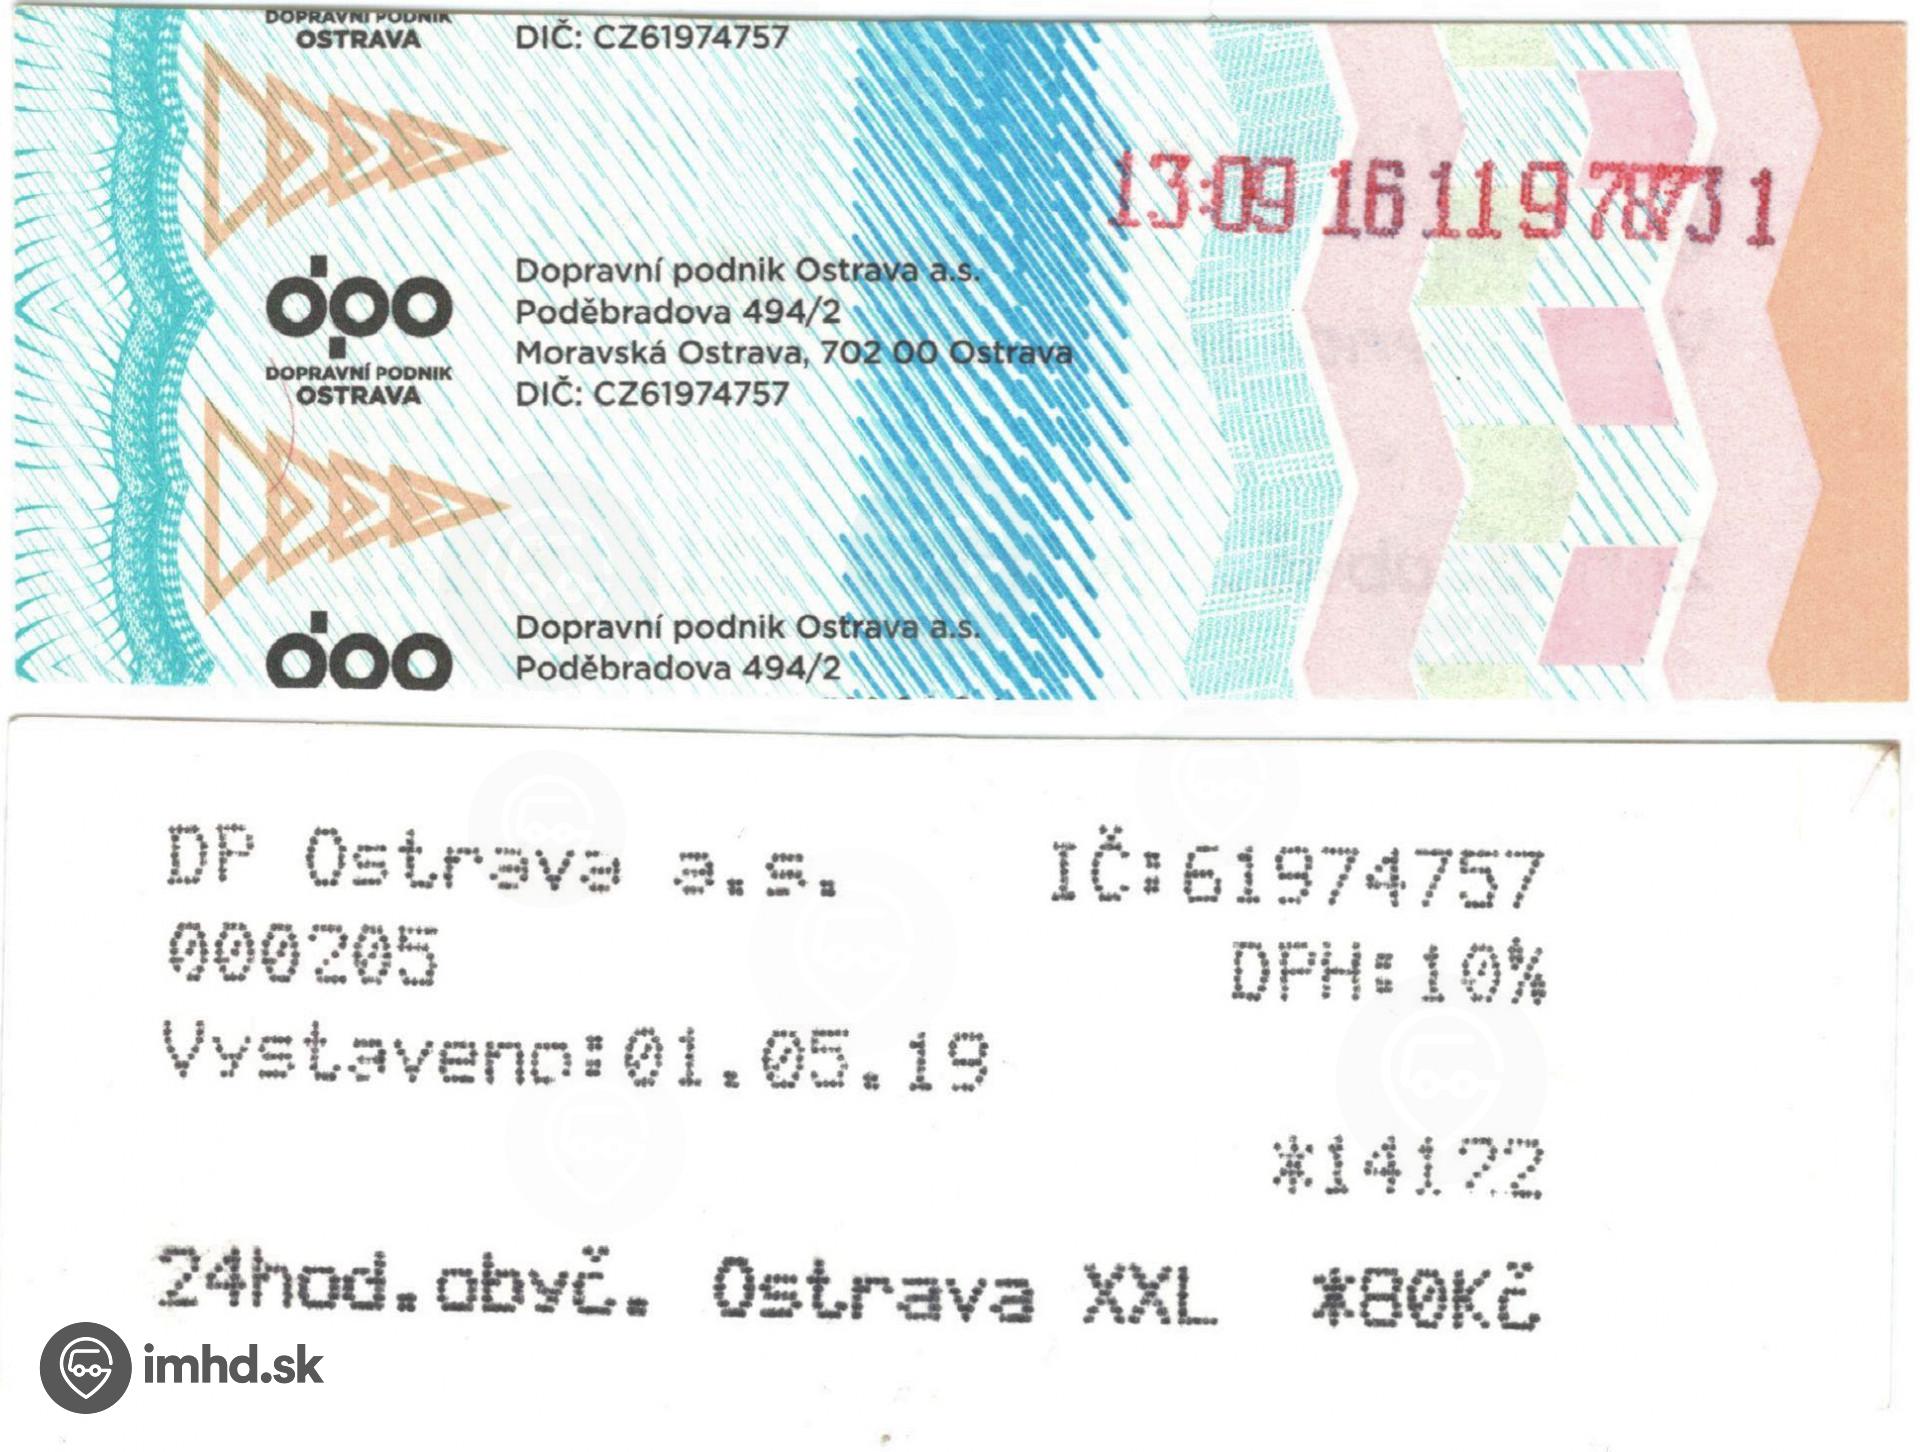 DOPRAVNÍ PODNIK
OSTRAVA
DIČ: CZ61974757
13:09 16 11 9
dpo
DOPRAVNÍ PODNIK
OSTRAVA
Dopravní podnik Ostrava a.s.
Poděbradova 494/2
Moravská Ostrava, 702 00 Ostrava
DIČ: CZ61974757
dpo
Dopravní podnik Ostrava a.s.
Poděbradova 494/2
DP Ostrava a.s. IČ:61974757
000205 DPH:10%
Vystaveno:01.05.19
*14172
24hod.obyč. Ostrava XXL *80Kč
imhd.sk